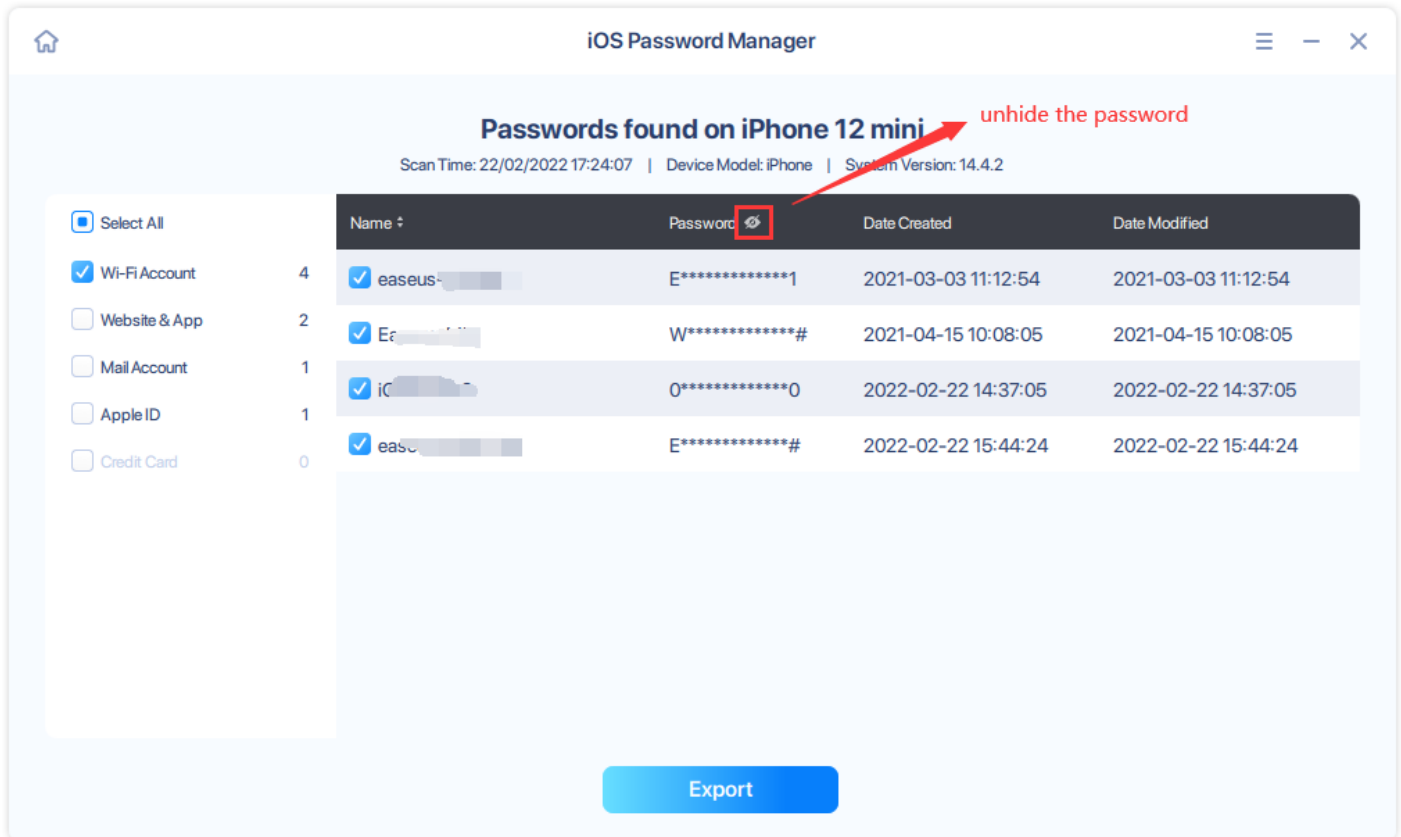 iOS Password Manager
unhide the password
Passwords found on iPhone 12 mini
Scan Time: 22/02/2022 17:24:07 | Device Model: iPhone | System Version: 14.4.2
Select All
Name Password Date Created Date Modified
Wi-Fi Account 4
easeus- E*************1 2021-03-03 11:12:54 2021-03-03 11:12:54
Website & App 2
W*************# 2021-04-15 10:08:05 2021-04-15 10:08:05
Mail Account 1
0*************0 2022-02-22 14:37:05 2022-02-22 14:37:05
Apple ID 1
E*************# 2022-02-22 15:44:24 2022-02-22 15:44:24
Credit Card 0
Export